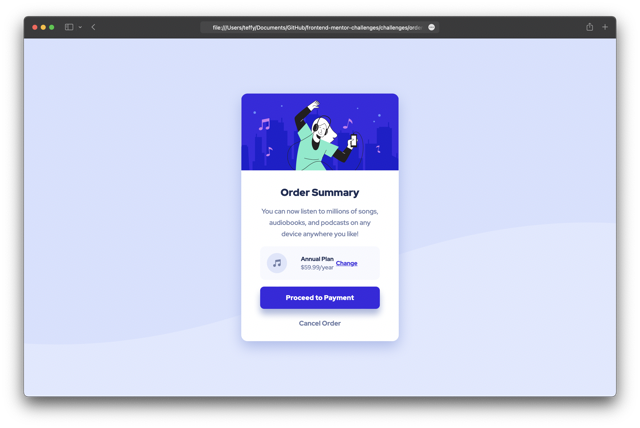 file:///Users/teffy/Documents/GitHub/frontend-mentor-challenges/challenges/orde
Order Summary
You can now listen to millions of songs,
audiobooks, and podcasts on any
device anywhere you like!
Annual Plan
$59.99/year
Change
Proceed to Payment
Cancel Order